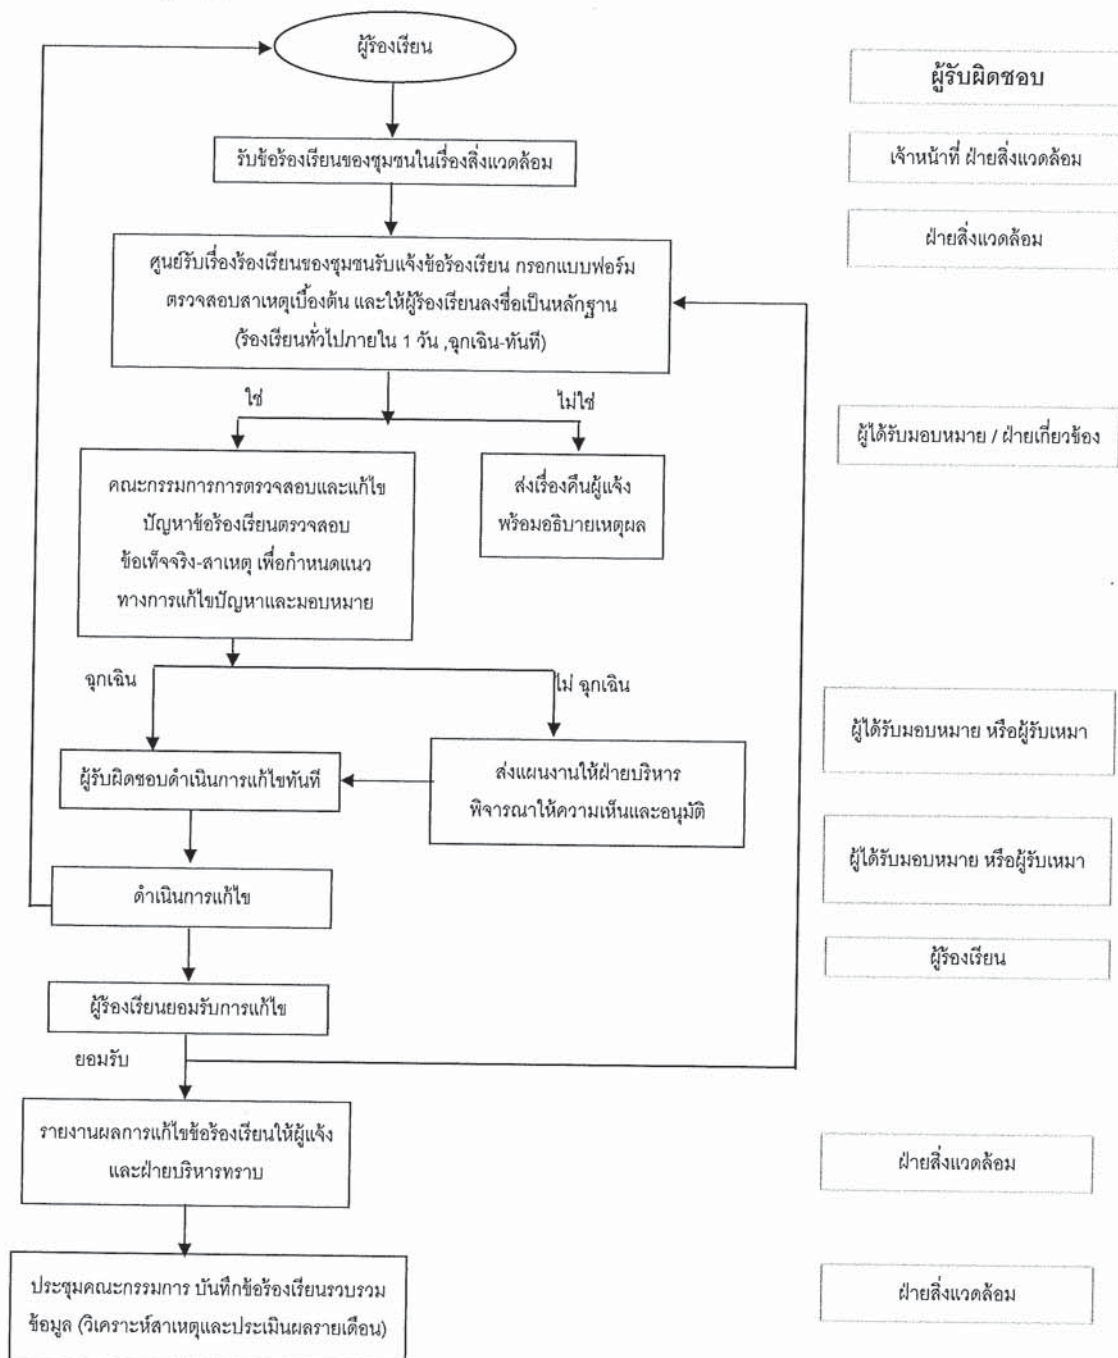 ผู้ร้องเรียน
ผู้รับผิดชอบ
รับข้อร้องเรียนของชุมชนในเรื่องสิ่งแวดล้อม
เจ้าหน้าที่ ฝ่ายสิ่งแวดล้อม
ฝ่ายสิ่งแวดล้อม
ศูนย์รับเรื่องร้องเรียนของชุมชนรับแจ้งข้อร้องเรียน กรอกแบบฟอร์ม
ตรวจสอบสาเหตุเบื้องต้น และให้ผู้ร้องเรียนลงชื่อเป็นหลักฐาน
(ร้องเรียนทั่วไปภายใน 1 วัน ,ฉุกเฉิน-ทันที)
ใช่
ไม่ใช่
ผู้ได้รับมอบหมาย / ฝ่ายเกี่ยวข้อง
คณะกรรมการการตรวจสอบและแก้ไข
ปัญหาข้อร้องเรียนตรวจสอบ
ข้อเท็จจริง-สาเหตุ เพื่อกำหนดแนว
ทางการแก้ไขปัญหาและมอบหมาย
ส่งเรื่องคืนผู้แจ้ง
พร้อมอธิบายเหตุผล
ฉุกเฉิน
ไม่ ฉุกเฉิน
ผู้ได้รับมอบหมาย หรือผู้รับเหมา
ผู้รับผิดชอบดำเนินการแก้ไขทันที
ส่งแผนงานให้ฝ่ายบริหาร
พิจารณาให้ความเห็นและอนุมัติ
ผู้ได้รับมอบหมาย หรือผู้รับเหมา
ดำเนินการแก้ไข
ผู้ร้องเรียน
ผู้ร้องเรียนยอมรับการแก้ไข
ยอมรับ
รายงานผลการแก้ไขข้อร้องเรียนให้ผู้แจ้ง
และฝ่ายบริหารทราบ
ฝ่ายสิ่งแวดล้อม
ประชุมคณะกรรมการ บันทึกข้อร้องเรียนรวบรวม
ข้อมูล (วิเคราะห์สาเหตุและประเมินผลรายเดือน)
ฝ่ายสิ่งแวดล้อม